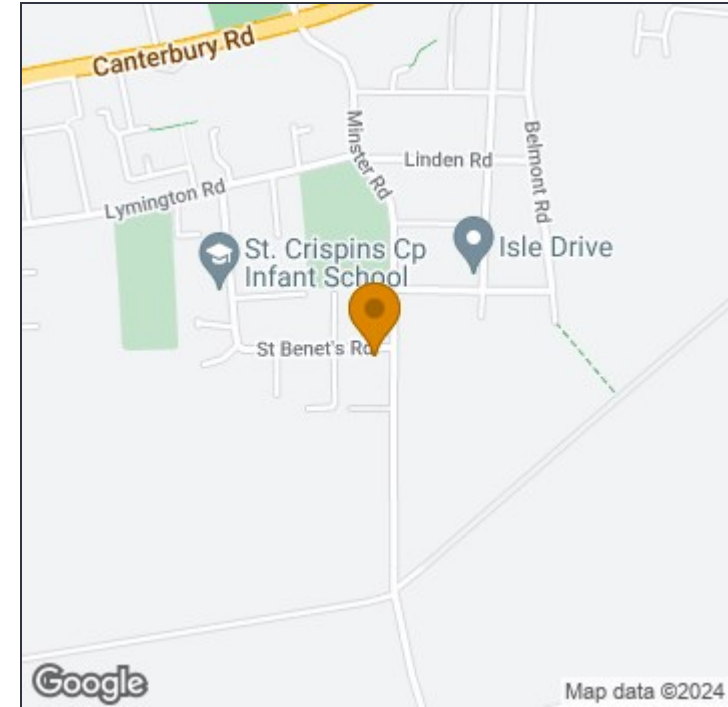 Canterbury Rd
Minster Rd
Linden Rd
Belmont Rd
Lymington Rd
St. Crispins Cp
Infant School
Isle Drive
St Benet's Rd
Google
Map data ©2024